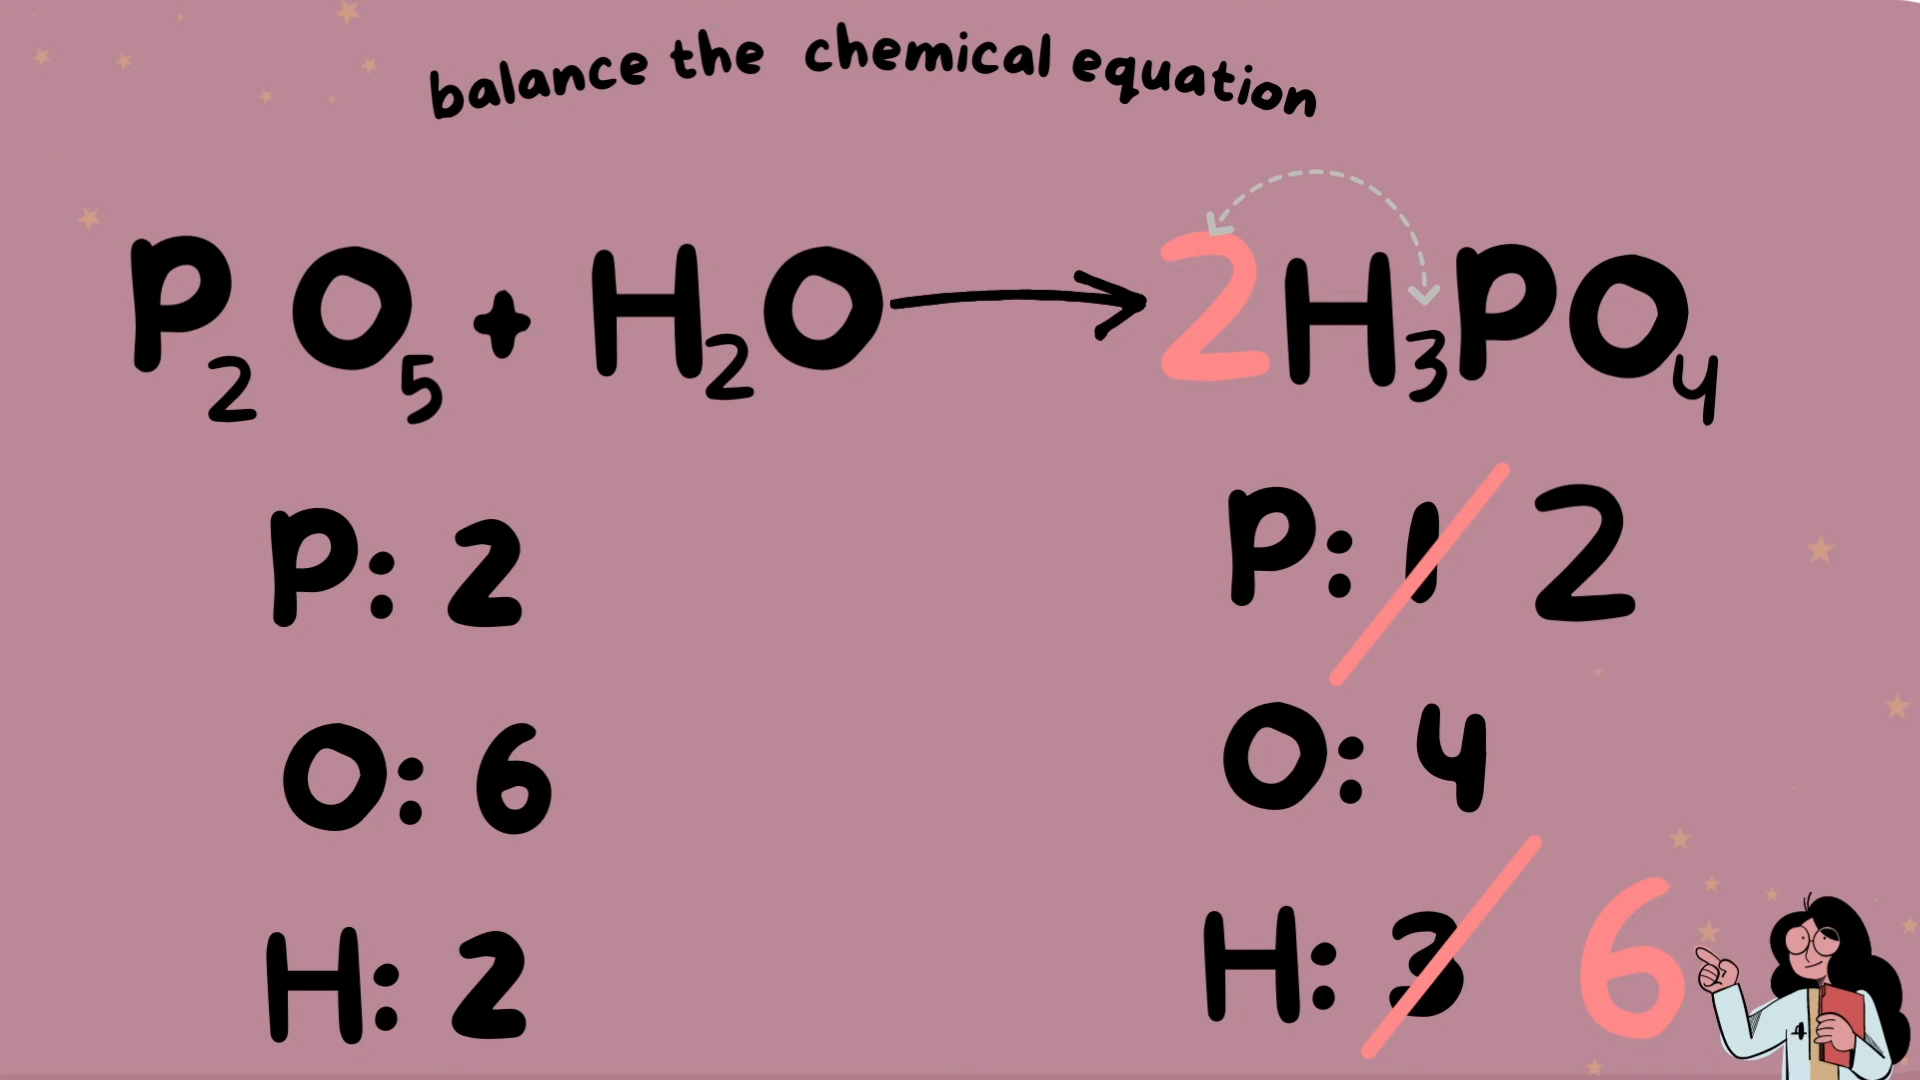 balance the chemical equation
P2O5 + H2O → 2H3PO4
P: 2 P: 1 2
O: 6 O: 4
H: 2 H: 3 6